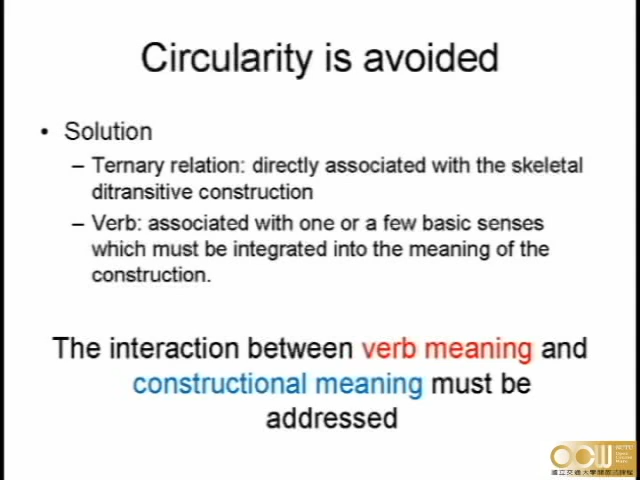 Circularity is avoided
• Solution
– Ternary relation: directly associated with the skeletal
ditransitive construction
– Verb: associated with one or a few basic senses
which must be integrated into the meaning of the
construction.
The interaction between verb meaning and
constructional meaning must be
addressed
OCW
NCTU
國立交通大學開放式課程